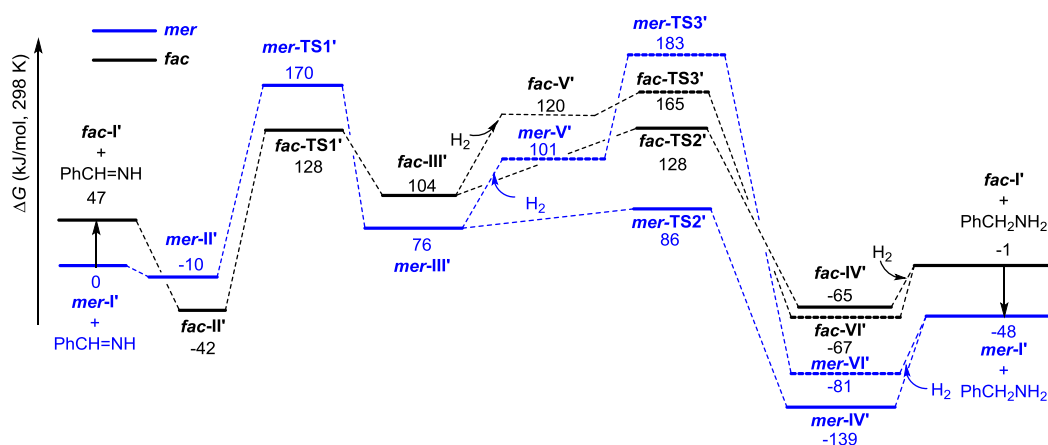 mer
fac
ΔG (kJ/mol, 298 K)
fac-I'
+
PhCH=NH
47
0
mer-I'
+
PhCH=NH
mer-II'
-10
fac-II'
-42
mer-TS1'
170
fac-TS1'
128
fac-III'
104
76
mer-III'
H2
fac-V'
120
mer-V'
101
H2
mer-TS3'
183
fac-TS3'
165
fac-TS2'
128
mer-TS2'
86
fac-IV'
-65
fac-VI'
-67
mer-VI'
-81
mer-IV'
-139
H2
H2
fac-I'
+
PhCH2NH2
-1
-48
mer-I'
+
PhCH2NH2